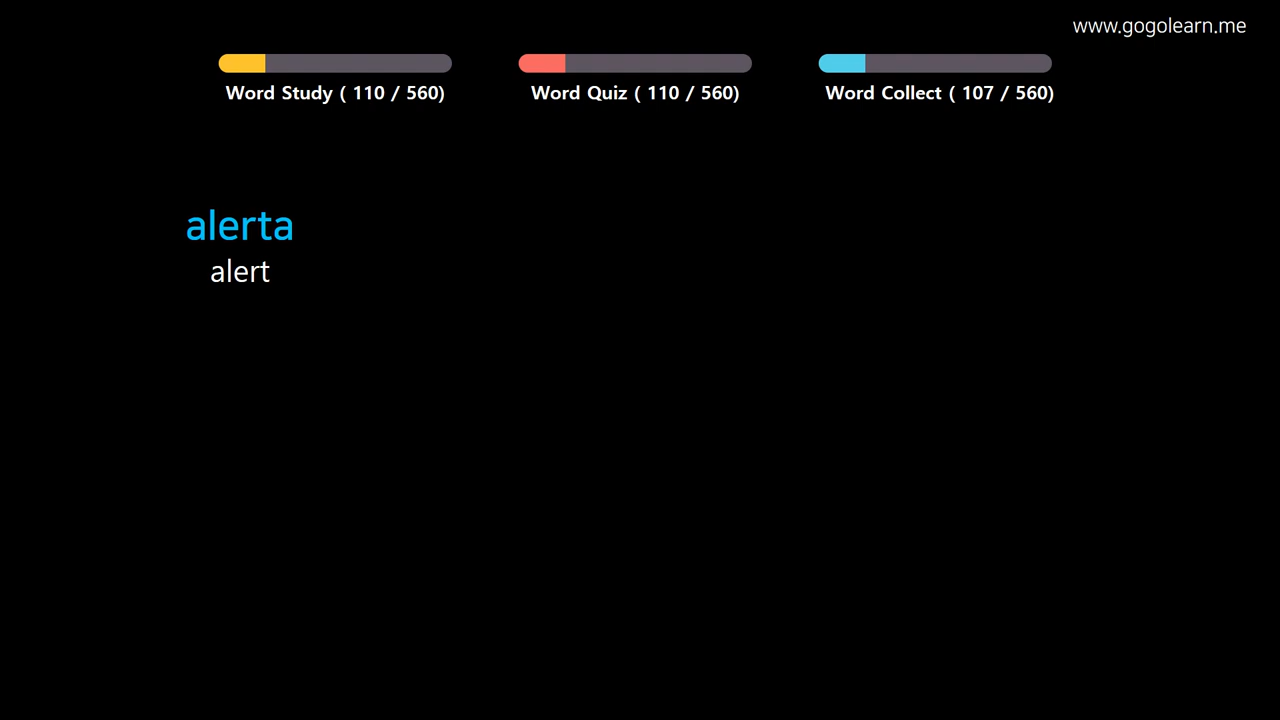 www.gogolearn.me
Word Study ( 110 / 560)
Word Quiz ( 110 / 560)
Word Collect ( 107 / 560)
alerta
alert